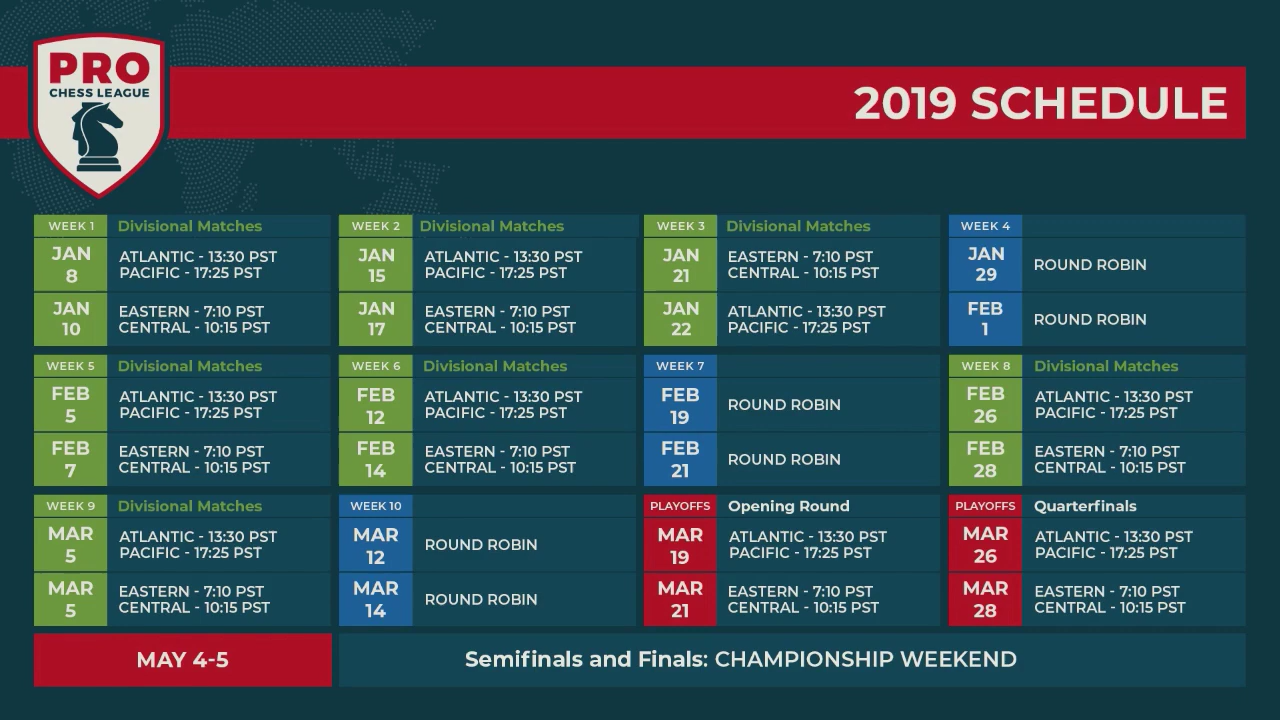 PRO
CHESS LEAGUE
2019 SCHEDULE
WEEK 1 Divisional Matches
JAN
8
ATLANTIC - 13:30 PST
PACIFIC - 17:25 PST
JAN
10
EASTERN - 7:10 PST
CENTRAL - 10:15 PST
WEEK 2 Divisional Matches
JAN
15
ATLANTIC - 13:30 PST
PACIFIC - 17:25 PST
JAN
17
EASTERN - 7:10 PST
CENTRAL - 10:15 PST
WEEK 3 Divisional Matches
JAN
21
EASTERN - 7:10 PST
CENTRAL - 10:15 PST
JAN
22
ATLANTIC - 13:30 PST
PACIFIC - 17:25 PST
WEEK 4
JAN
29
ROUND ROBIN
FEB
1
ROUND ROBIN
WEEK 5 Divisional Matches
FEB
5
ATLANTIC - 13:30 PST
PACIFIC - 17:25 PST
FEB
7
EASTERN - 7:10 PST
CENTRAL - 10:15 PST
WEEK 6 Divisional Matches
FEB
12
ATLANTIC - 13:30 PST
PACIFIC - 17:25 PST
FEB
14
EASTERN - 7:10 PST
CENTRAL - 10:15 PST
WEEK 7
FEB
19
ROUND ROBIN
FEB
21
ROUND ROBIN
WEEK 8 Divisional Matches
FEB
26
ATLANTIC - 13:30 PST
PACIFIC - 17:25 PST
FEB
28
EASTERN - 7:10 PST
CENTRAL - 10:15 PST
WEEK 9 Divisional Matches
MAR
5
ATLANTIC - 13:30 PST
PACIFIC - 17:25 PST
MAR
5
EASTERN - 7:10 PST
CENTRAL - 10:15 PST
WEEK 10
MAR
12
ROUND ROBIN
MAR
14
ROUND ROBIN
PLAYOFFS Opening Round
MAR
19
ATLANTIC - 13:30 PST
PACIFIC - 17:25 PST
MAR
21
EASTERN - 7:10 PST
CENTRAL - 10:15 PST
PLAYOFFS Quarterfinals
MAR
26
ATLANTIC - 13:30 PST
PACIFIC - 17:25 PST
MAR
28
EASTERN - 7:10 PST
CENTRAL - 10:15 PST
MAY 4-5
Semifinals and Finals: CHAMPIONSHIP WEEKEND